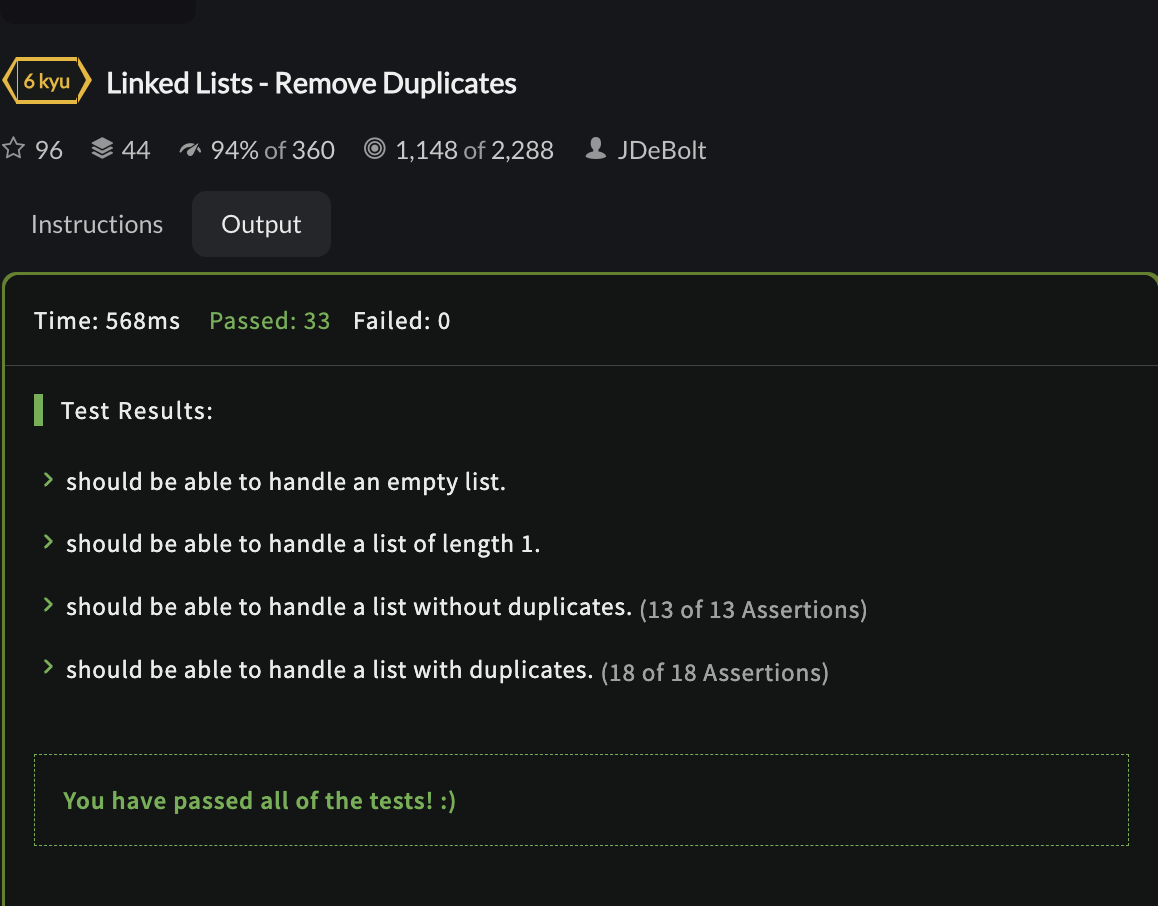 6 kyu Linked Lists - Remove Duplicates
96 44 94% of 360 1,148 of 2,288 JDeBolt
Instructions Output
Time: 568ms Passed: 33 Failed: 0
Test Results:
should be able to handle an empty list.
should be able to handle a list of length 1.
should be able to handle a list without duplicates. (13 of 13 Assertions)
should be able to handle a list with duplicates. (18 of 18 Assertions)
You have passed all of the tests! :)